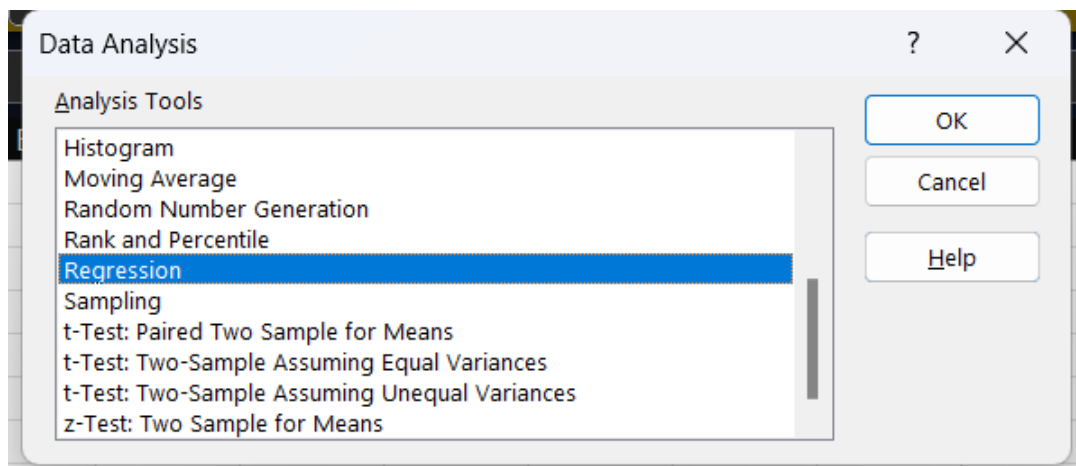 Data Analysis
?
Analysis Tools
OK
Histogram
Moving Average
Cancel
Random Number Generation
Rank and Percentile
Help
Regression
Sampling
t-Test: Paired Two Sample for Means
t-Test: Two-Sample Assuming Equal Variances
t-Test: Two-Sample Assuming Unequal Variances
z-Test: Two Sample for Means